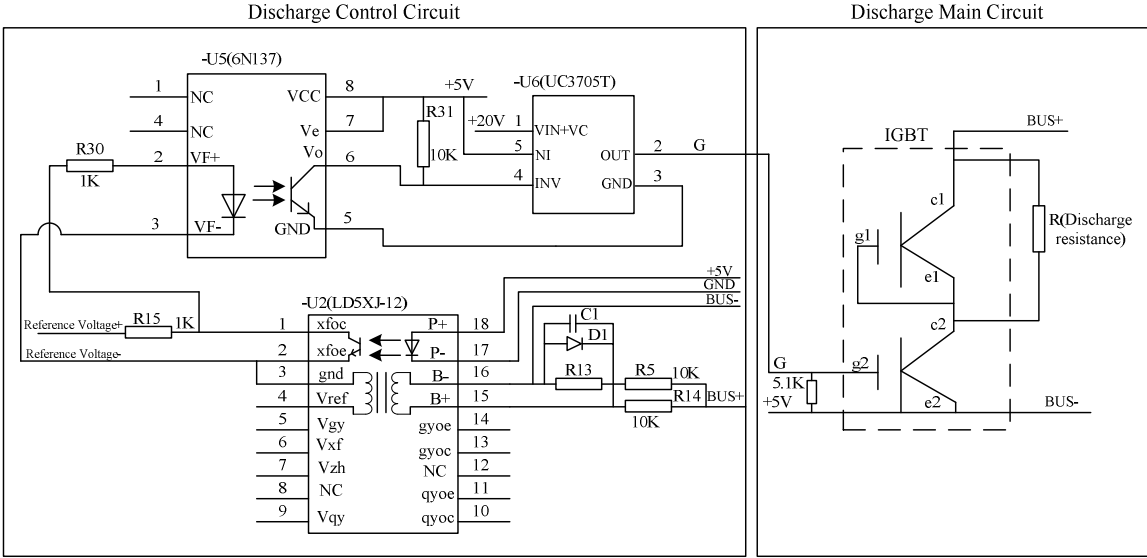 Discharge Control Circuit
Discharge Main Circuit
-U5(6N137)
1
NC
VCC
8
+5V
4
NC
Ve
7
R31
10K
Vo
R30
1K
2
VF+
6
3
VF-
GND
5
-U6(UC3705T)
+20V
1
VIN+VC
5
NI
OUT
2
G
4
INV
GND
3
-U2(LD5XJ-12)
+5V
GND
BUS-
Reference Voltage+
R15
1K
1
xfoc
P+
18
Reference Voltage-
2
xfoe
P-
17
3
gnd
B-
16
4
Vref
B+
15
5
Vgy
gyoe
14
6
Vxf
gyoc
13
7
Vzh
NC
12
8
NC
qyoe
11
9
Vqy
qyoc
10
C1
D1
R13
R5
10K
R14
BUS+
10K
IGBT
BUS+
c1
g1
e1
R(Discharge
resistance)
c2
G
g2
5.1K
+5V
e2
BUS-